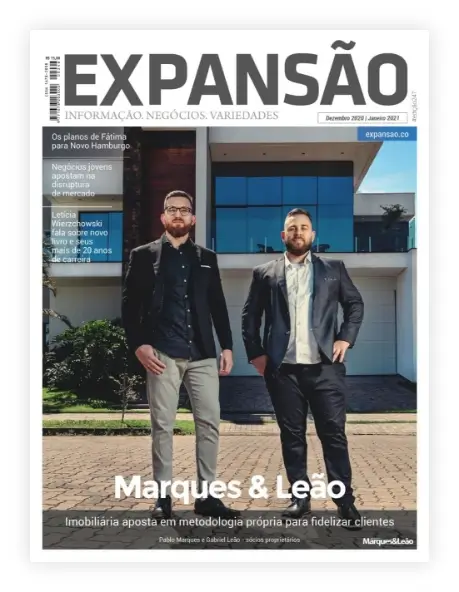 EXPANSÃO
INFORMAÇÃO. NEGÓCIOS. VARIEDADES
Dezembro 2020 | Janeiro 2021
expansao.co
Os planos de Fátima
para Novo Hamburgo
Negócios jovens
apostam na
disruptura
de mercado
Letícia
Wierzchowski
fala sobre novo
livro e seus
mais de 20 anos
de carreira
Marques & Leão
Imobiliária aposta em metodologia própria para fidelizar clientes
Pablo Marques e Gabriel Leão - sócios proprietários
Marques&Leão